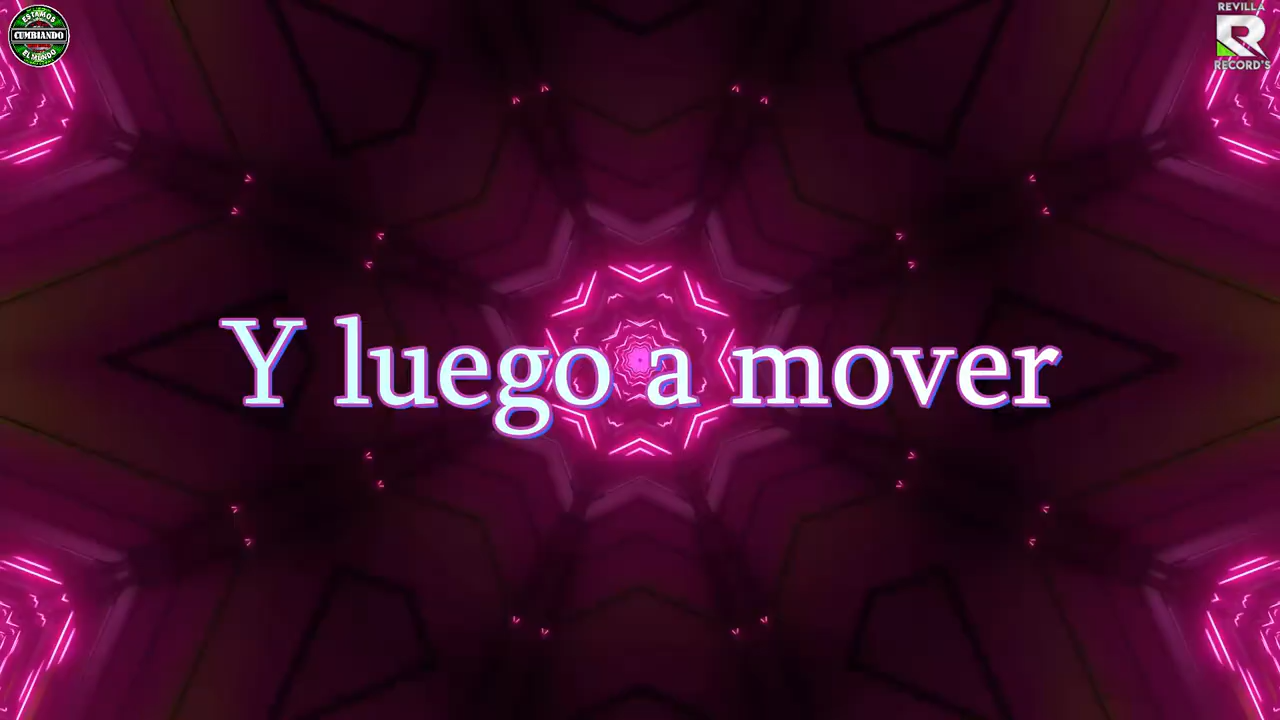 ESTAMOS
CUMBIANDO
EL MUNDO
REVILLA
R
RECORD'S
Y luego a mover